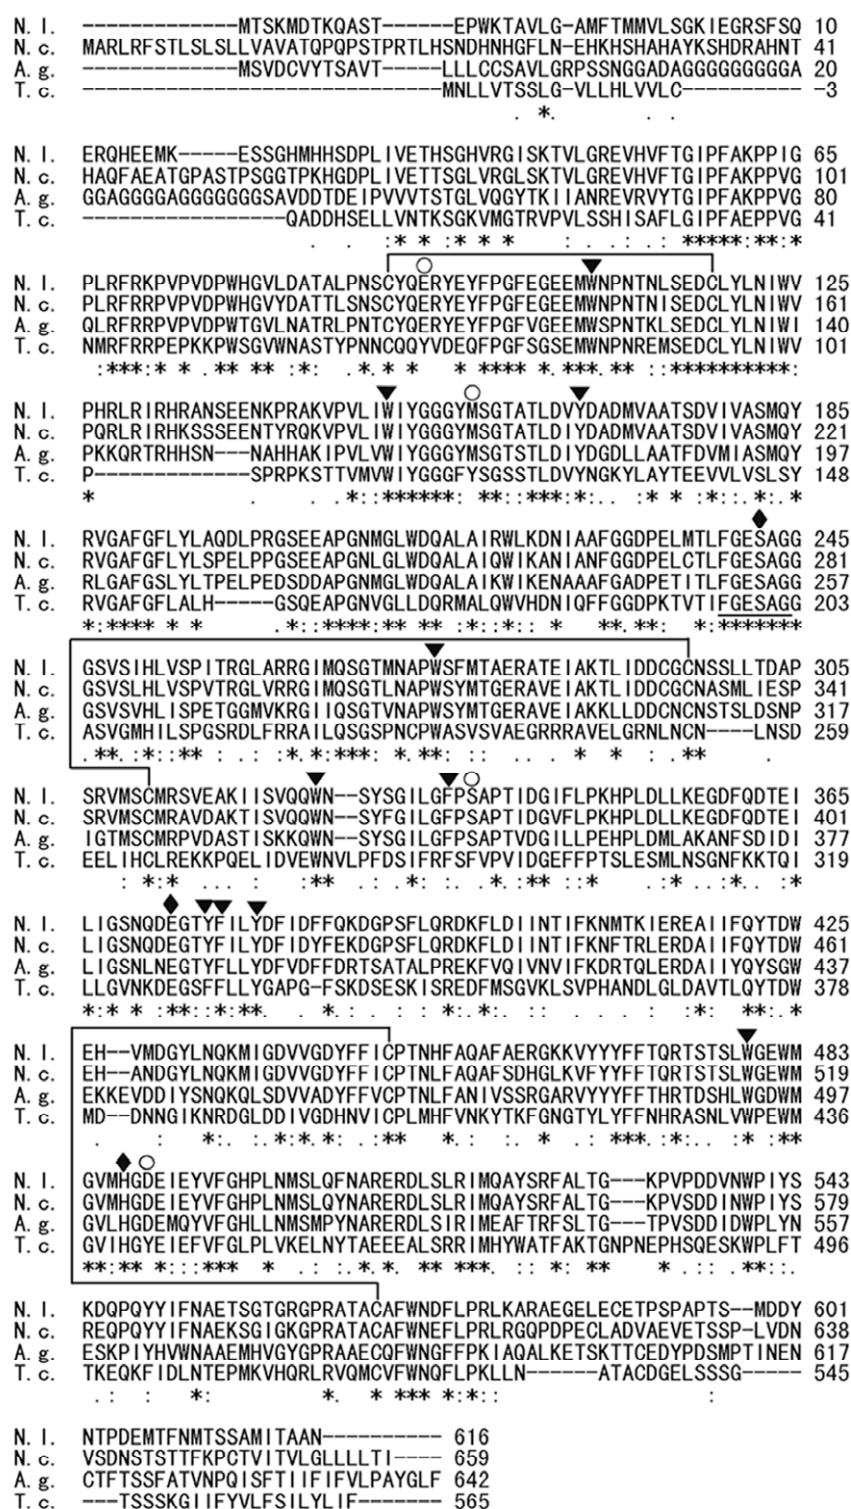 N. l. --------------MTSKMDTKQAST-------EPWKTAVLG-AMFTMMVLSGKIEGRSFSQ 10
N. c. MARLRFSTLSLSLLVAVATQPQPSTPRTLHSNDHNHGFLN-EHKHSHAHAYKSHDRAHNT 41
A. g. --------------MSVDCVYTSAVT------LLLCCSAVLGRPSSNNGGADAGGGGGGGGGGA 20
T. c. --------------------------------MNLLVTSSLG-VLLHLVVLC---------- -3
. *. . .
N. l. ERQHEEMK-----ESSGHMHHSDPLIVETHSGHVRGISKTVLGREVHVFTGIPFAKPPIG 65
N. c. HAQFAEATGPASTPSGGTPKHGDPLIVETTSGLVRGLSKTVLGREVHVFTGIPFAKPPVG 101
A. g. GGAGGGGAGGGGGGGSAVDDTDEIPVVVTSTGLVQGYTKIIANREVRVYTGIPFAKPPVG 80
T. c. -----------------QADDHSELLVNTKSGKVMGTRVPVLSSHISAFLGIPFAEPPVG 41
. . :* * :* * * : . : . *****:**:*
N. l. PLRFRKPVPVDPWHGVLDATALPNSCYQERYEYFPGFEGEEMWNPNTNLSEDCLYLNIWV 125
N. c. PLRFRRPVPVDPWHGVYDATTLSNSCYQERYEYFPGFEGEEMWNPNTNISEDCLYLNIWV 161
A. g. QLRFRRPVPVDPWTGVLNATRLPNTCYQERYEYFPGFVGEEMWSPNTKLSEDCLYLNIWI 140
T. c. NMRFRRPEPKKPWSGVWNASTYPNNCQQYVDEQFPGFSGSEMWNPNREMSEDCLYLNIWV 101
:***:* * .** ** :*: *.* * * **** *.***.** ::**********:
N. l. PHRLRIRHRANSEENKPRAKVPVLIWIYGGGYMSGTATLDVYDADMVAATSDVIVASMQY 185
N. c. PQRLRIRHKSSSEENTYRQKVPVLIWIYGGGYMSGTATLDIYDADMVAATSDVIVASMQY 221
A. g. PKKQRTRHHSN---NAHHAKIPVLVWIYGGGYMSGTSTLDIYDGDLLAATFDVMIASMQY 197
T. c. P-------------SPRPKSTTVMVWIYGGGFYSGSSTLDVYNGKYLAYTEEVVLVSLSY 148
* . . .*::******: **::***:*:.. :* * :*::.*:.*
N. l. RVGAFGFLYLAQDLPRGSEEAPGNMGLWDQALAIRWLKDNIAAFGGDPELMTLFGESAGG 245
N. c. RVGAFGFLYLSPELPPGSEEAPGNLGLWDQALAIQWIKANIANFGGDPELCTLFGESAGG 281
A. g. RLGAFGSLYLTPELPEDSDDAPGNMGLWDQALAIKWIKENAAAFGADPETITLFGESAGG 257
T. c. RVGAFGFLALH-----GSQEAPGNVGLLDQRMALQWVHDNIQFFGGDPKTVTIFGESAGG 203
*:**** * * .*::****:** ** :*::*:: * **.**: *:*******
N. l. GSVSIHLVSPITRGLARRGIMQSGTMNAPWSFMTAERATEIAKTLIDDCGCNSSLLTDAP 305
N. c. GSVSLHLVSPVTRGLVRRGIMQSGTLNAPWSYMTGERAVEIAKTLIDDCGCNASMLIESP 341
A. g. GSVSVHLISPETGGMVKRGIIQSGTVNAPWSYMEGERAVEIAKKLLDDCNCNSTSLDSNP 317
T. c. ASVGMHILSPGSRDLFRRAILQSGSPNCPWASVSVAEGRRRAVELGRNLNCN----LNSD 259
.**.:*::** : .: :*.*:***: *.**: : .. . * * : .** .
N. l. SRVMSCMRSVEAKIISVQQWN--SYSGILGFPSAPTIDGIFLPKHPLDLLKEGDFQDTEI 365
N. c. SRVMSCMRAVDAKTISVQQWN--SYFGILGFPSAPTIDGVFLPKHPLDLLKEGDFQDTEI 401
A. g. IGTMSCMRPVDASTISKKQWN--SYSGILGFPSAPTVDGILLPEHPLDMLAKANFSDIDI 377
T. c. EELIHCLREKKPQELIDVEWNVLPFDSIFRFSFVPVIDGEFFPTSLESMLNSGNFKKTQI 319
: *:* .. : :** .: .*: *. .*.:** ::* .:* ..:*.. :*
N. l. LIGSNQDEGTYFILYDFIDFFQKDGPSFLQRDKFLDIINTIFKNMTKIEREAIIFQYTDW 425
N. c. LIGSNQDEGTYFILYDFIDYFEKDGPSFLQRDKFLDIINTIFKNFTRLERDAIIFQYTDW 461
A. g. LIGSNLNEGTYFLLYDFVDFFDRTSATALPREKFVQIVNVIFKDRTQLERDAIIYQYSGW 437
T. c. LLGVNKDEGSFFLLYGAPG-FSKDSESKISREDFMSGVKLSVPHANDLGLDAVTLQYTDW 378
*:* * :**::*:**. . *.: . : : *:.*:. :: . . . : :*: **:.*
N. l. EH--VMDGYLNQKMIGDVVGDYFFICPTNHFAQAFAERGKKVYYYFFTQRTSTSLWGEWM 483
N. c. EH--ANDGYLNQKMIGDVVGDYFFICPTNLFAQAFSDHGLKVFYYFFTQRTSTSLWGEWM 519
A. g. EKKEVDDIYSNQKQLSDVVADYFFVCPTNLFANIVSSRGARVYYYFFTHRTDSHLWGDWM 497
T. c. MD--DNNGIKNRDGLDDIVGDHNVICPLMHFVNKYTKFGNGTYLYFFNHRASNLVWPEWM 436
. : *:. :.*:*.*: .:** *.: :. * .: ***.:*:.. :* :**
N. l. GVMHGDEIEYVFGHPLNMSLQFNARERDLSLRIMQAYSRFALTG---KPVPDDVNWPIYS 543
N. c. GVMHGDEIEYVFGHPLNMSLQYNARERDLSLRIMQAYSRFALTG---KPVPDDINWPIYS 579
A. g. GVLHGDEMQYVFGHLLNMSMPYNARERDLSIRIMEAFTRFSLTG---TPVSDDIDWPLYN 557
T. c. GVIHGYEIEFVFGLPLVKELNYTAEEEALSRRIMHYWATFAKTGNPNEPHSQESKWPLFT 496
**:** *:::*** * .: :.*.*. ** ***. :: *: ** * .:: .**::.
N. l. KDQPQYYIFNAETSGTGRGPRATACAFWNDFLPRLKARAEGELECETPSPAPTS--MDDY 601
N. c. REQPQYYIFNAEKSGIGKGPRATACAFWNEFLPRLRGQPDPECLADVAEVETSSP-LVDN 638
A. g. ESKPIYHVWNAAEMHVGYGPRAAECQFWNGFFPKIAQALKETSKTTCEDYPDSMPTINEN 617
T. c. TKEQKFIDLNTEPMKVHQRLRVQMCVFWNQFLPKLLN------ATACDGELSSSG----- 545
.: : *: *. * *** *:*:: :
N. l. NTPDEMTFNMTSSAMITAAN---------- 616
N. c. VSDNSTSTTFKPCTVITVLGLLLLTI---- 659
A. g. CTFTSSFATVNPQISFTIIFIFVLPAYGLF 642
T. c. ---TSSSKGIIFYVLFSILYLIF------- 565